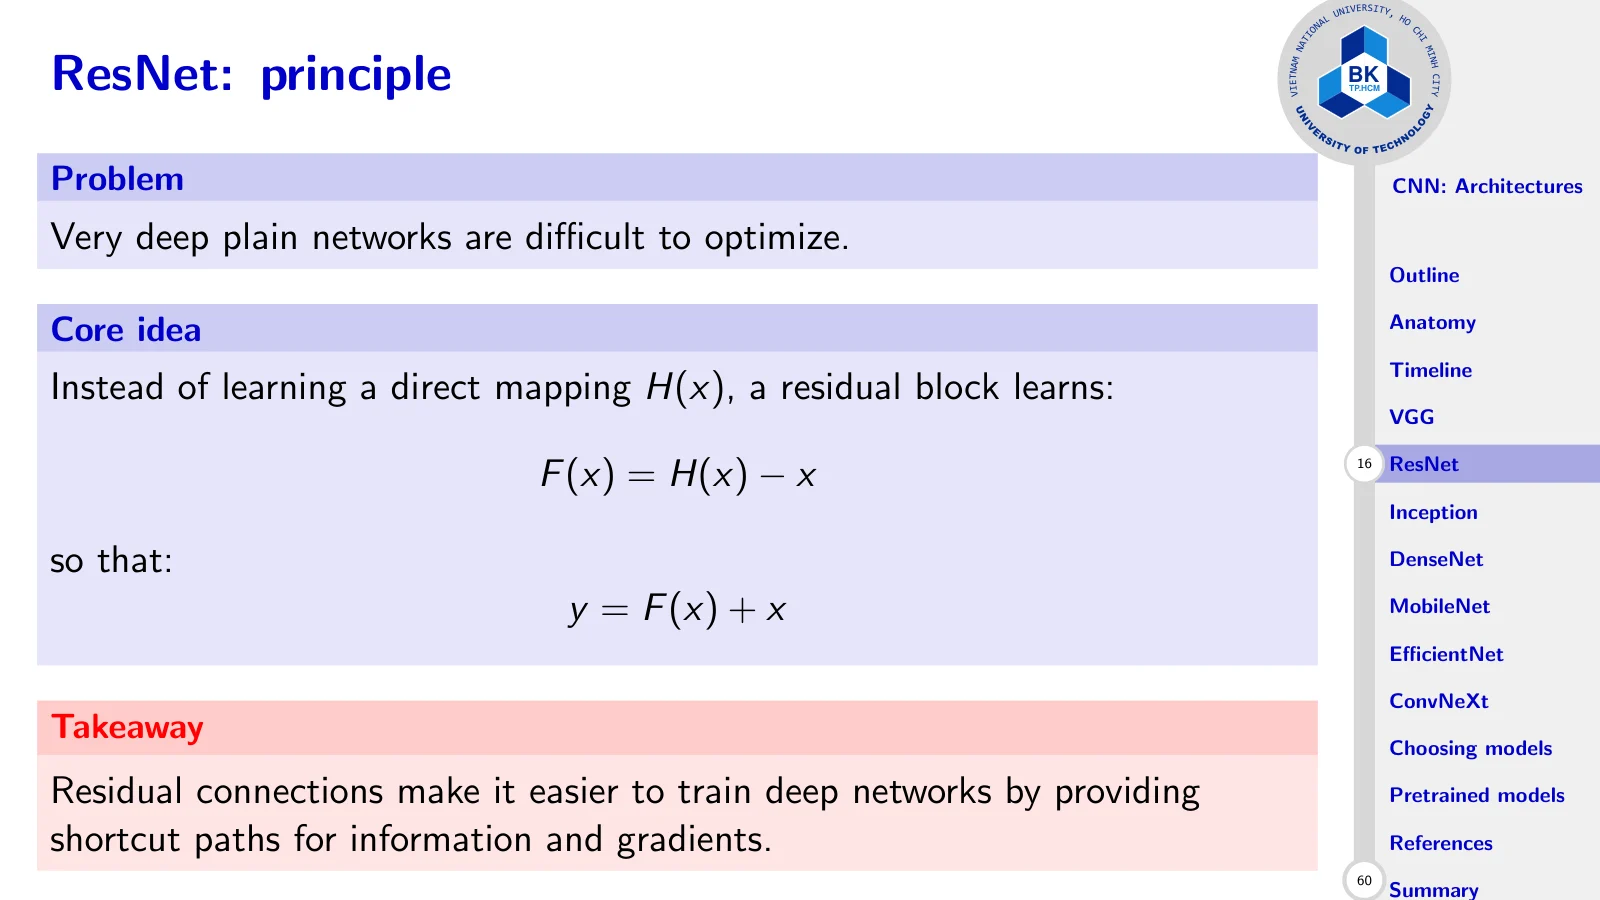 ResNet: principle
Problem
Very deep plain networks are difficult to optimize.
Core idea
Instead of learning a direct mapping H(x), a residual block learns:
F(x) = H(x) − x
so that:
y = F(x) + x
Takeaway
Residual connections make it easier to train deep networks by providing
shortcut paths for information and gradients.
VIETNAM NATIONAL UNIVERSITY, HO CHI MINH CITY
BK
TP.HCM
UNIVERSITY OF TECHNOLOGY
CNN: Architectures
Outline
Anatomy
Timeline
VGG
16 ResNet
Inception
DenseNet
MobileNet
EfficientNet
ConvNeXt
Choosing models
Pretrained models
References
60 Summary